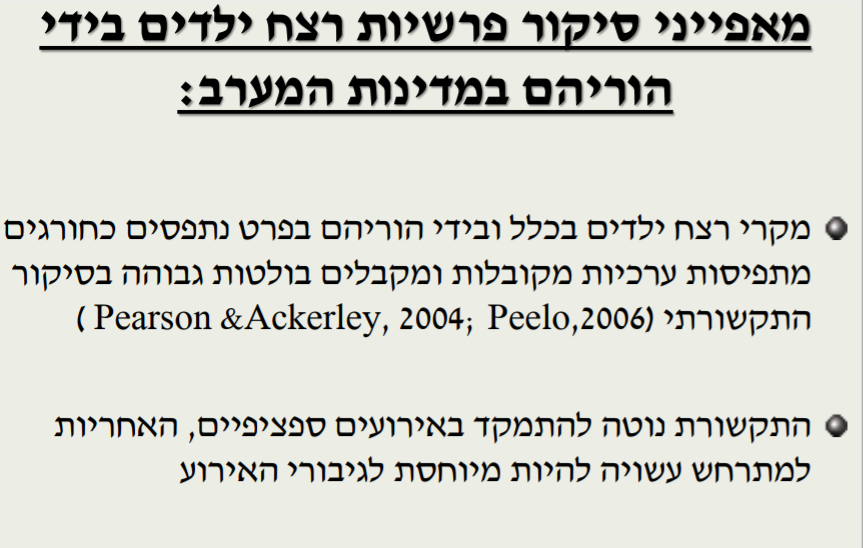 מאפייני סיקור פרשיות רצח ילדים בידי
הוריהם במדינות המערב:
מקרי רצח ילדים בכלל ובידי הוריהם בפרט נתפסים כחורגים
מתפיסות ערכיות מקובלות ומקבלים בולטות גבוהה בסיקור
התקשורתי (Pearson &Ackerley, 2004; Peelo,2006 )
התקשורת נוטה להתמקד באירועים ספציפיים, האחריות
למתרחש עשויה להיות מיוחסת לגיבורי האירוע